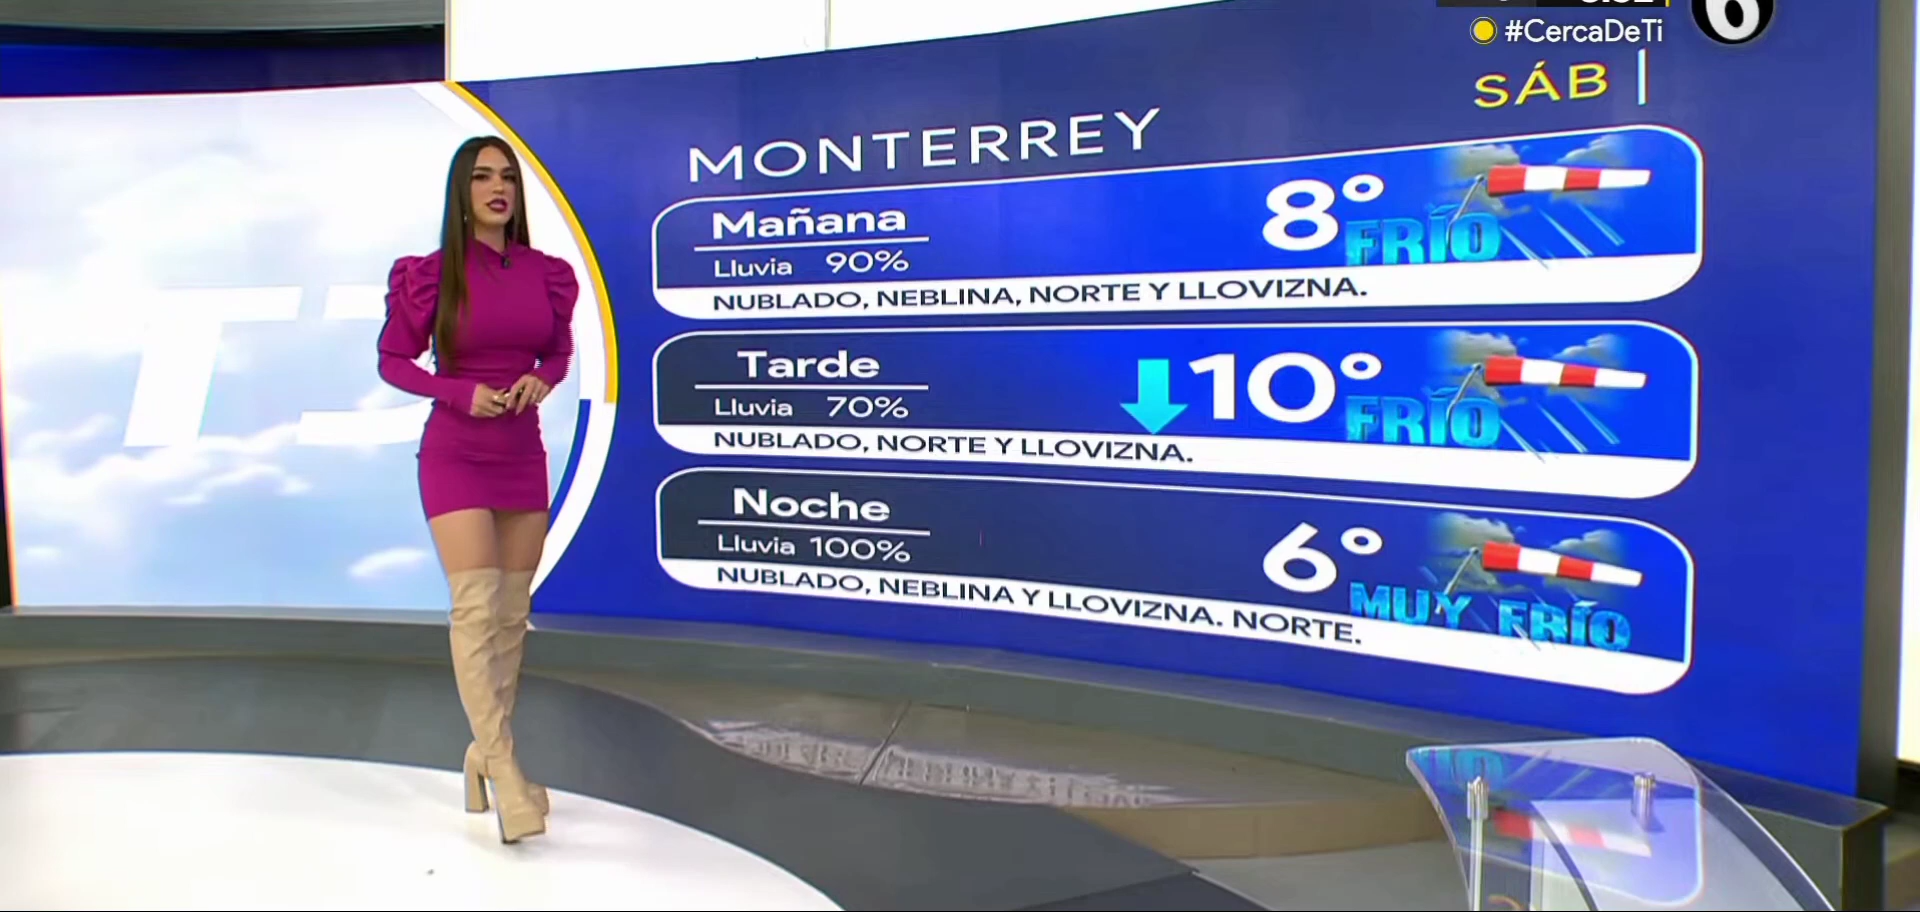 #CercaDeTi
6
SÁB
MONTERREY
Mañana
Lluvia 90%
8°
FRÍO
NUBLADO, NEBLINA, NORTE Y LLOVIZNA.
Tarde
Lluvia 70%
10°
FRÍO
NUBLADO, NORTE Y LLOVIZNA.
Noche
Lluvia 100%
6°
MUY FRÍO
NUBLADO, NEBLINA Y LLOVIZNA. NORTE.